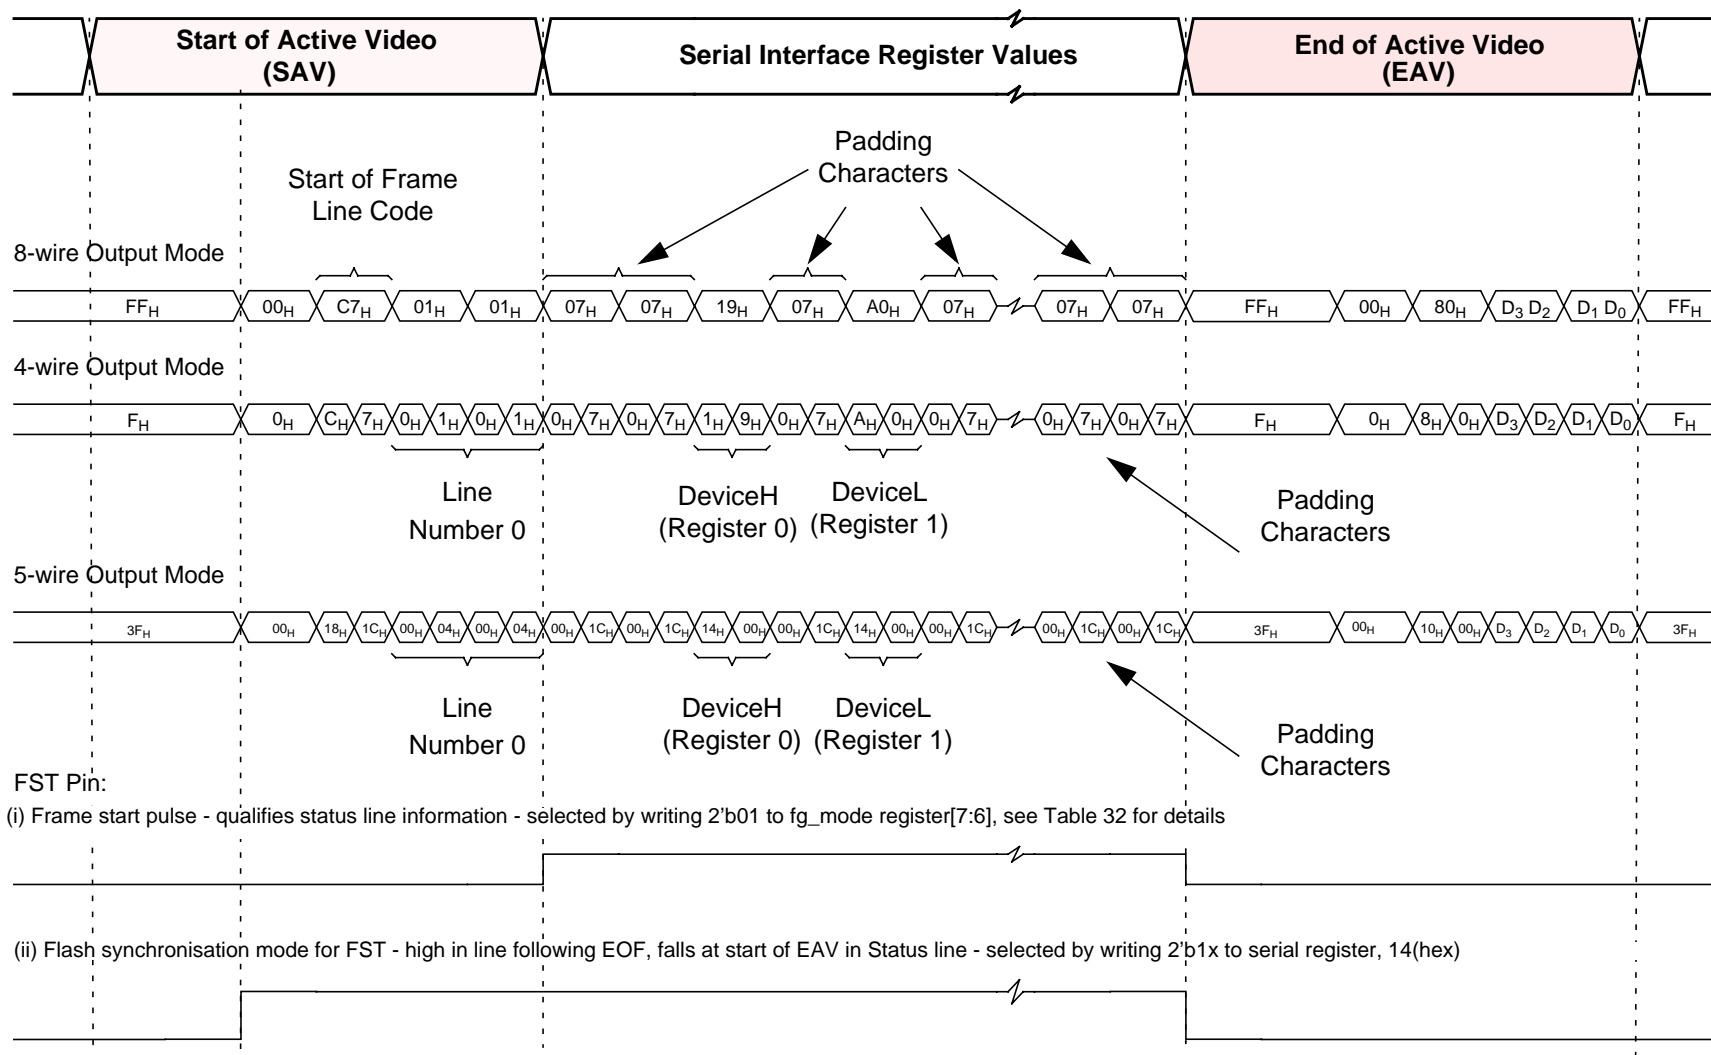 Start of Active Video
(SAV)
Serial Interface Register Values
End of Active Video
(EAV)
Padding
Characters
Start of Frame
Line Code
8-wire Output Mode
FFH 00H C7H 01H 01H 07H 07H 19H 07H A0H 07H 07H 07H FFH 00H 80H D3 D2 D1 D0 FFH
4-wire Output Mode
FH 0H CH 7H 0H 1H 0H 1H 0H 7H 0H 7H 1H 9H 0H 7H AH 0H 0H 7H 0H 7H 0H 7H FH 0H 8H 0H D3 D2 D1 D0 FH
Line
Number 0
DeviceH
(Register 0)
DeviceL
(Register 1)
Padding
Characters
5-wire Output Mode
3FH 00H 18H 1CH 00H 04H 00H 04H 00H 1CH 00H 1CH 14H 00H 00H 1CH 14H 00H 00H 1CH 00H 1CH 00H 1CH 3FH 00H 10H 00H D3 D2 D1 D0 3FH
Line
Number 0
DeviceH
(Register 0)
DeviceL
(Register 1)
Padding
Characters
FST Pin:
(i) Frame start pulse - qualifies status line information - selected by writing 2'b01 to fg_mode register[7:6], see Table 32 for details
(ii) Flash synchronisation mode for FST - high in line following EOF, falls at start of EAV in Status line - selected by writing 2'b1x to serial register, 14(hex)